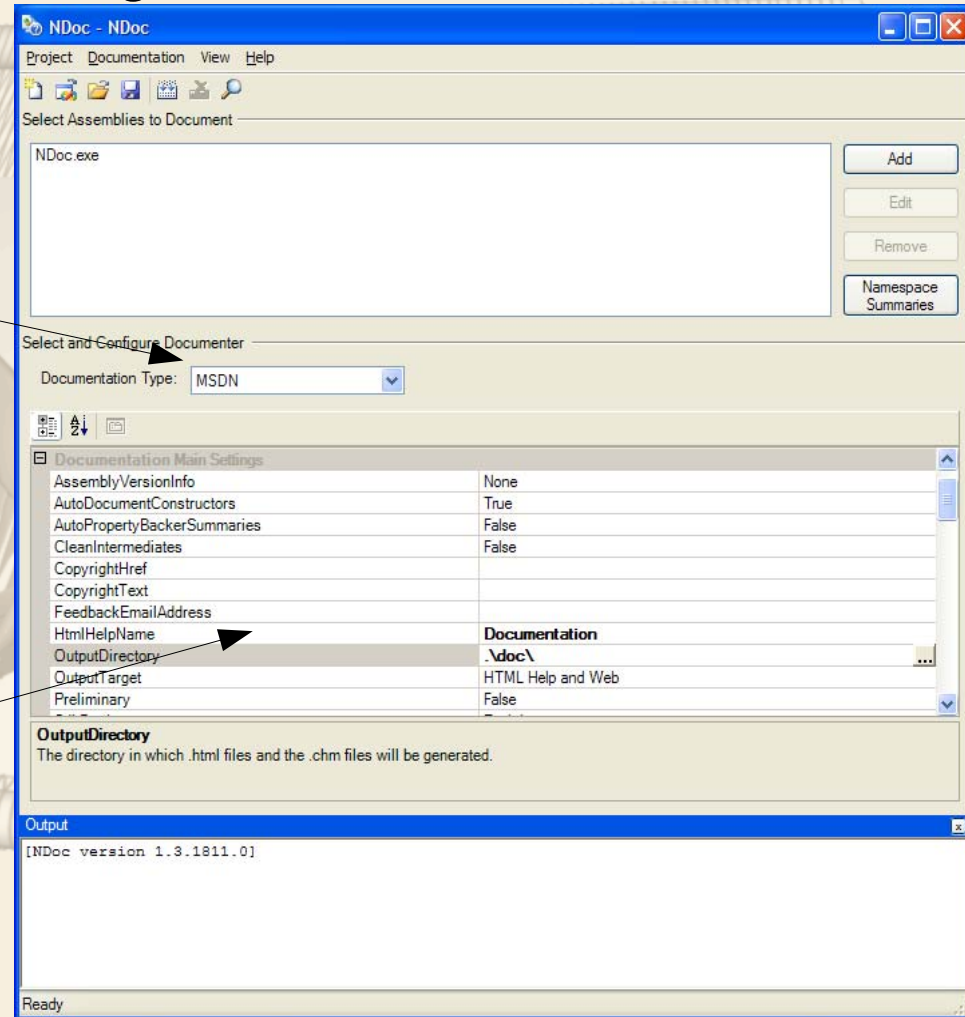 NDoc - NDoc
Project Documentation View Help
Select Assemblies to Document
NDoc.exe
Add
Edit
Remove
Namespace
Summaries
Select and Configure Documenter
Documentation Type: MSDN
Documentation Main Settings
AssemblyVersionInfo None
AutoDocumentConstructors True
AutoPropertyBackerSummaries False
CleanIntermediates False
CopyrightHref
CopyrightText
FeedbackEmailAddress
HtmlHelpName Documentation
OutputDirectory .\doc\ ...
OutputTarget HTML Help and Web
Preliminary False
OutputDirectory
The directory in which .html files and the .chm files will be generated.
Output
[NDoc version 1.3.1811.0]
Ready